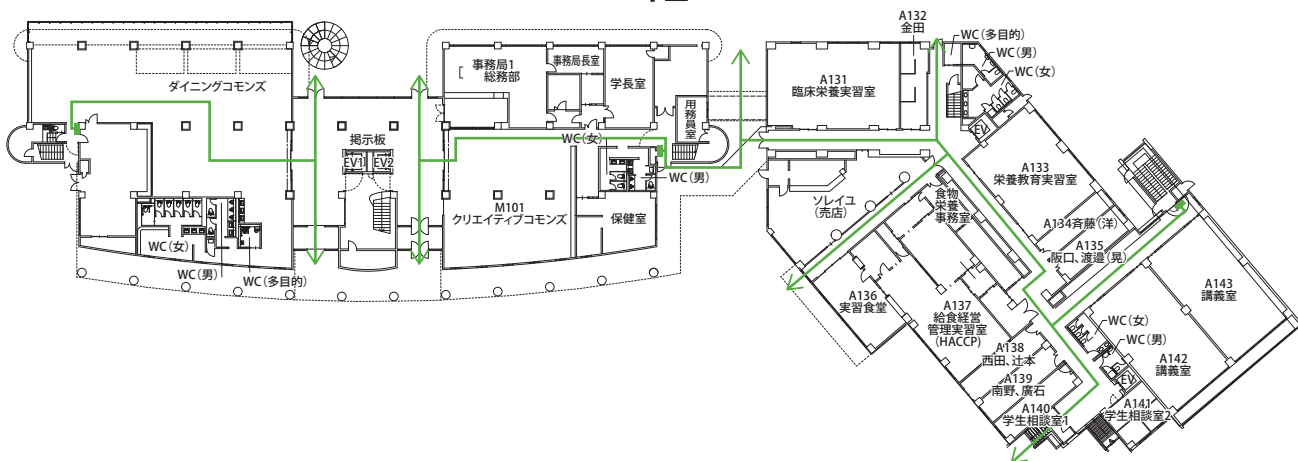 ダイニングコモンズ
WC(女)
WC(男)
WC(多目的)
掲示板
EV1
EV2
事務局1
総務部
事務局長室
学長室
用務員室
WC(女)
WC(男)
M101
クリエイティブコモンズ
保健室
A131
臨床栄養実習室
A132
金田
WC(多目的)
WC(男)
WC(女)
EV
A133
栄養教育実習室
A134斉藤(洋)
A135
阪口、渡邉(晃)
ソレイユ
(売店)
食物
栄養
事務室
A136
実習食堂
A137
給食経営
管理実習室
(HACCP)
A138
西田、辻本
A139
南野、廣石
A140
学生相談室1
A141
学生相談室2
EV
WC(女)
WC(男)
A142
講義室
A143
講義室